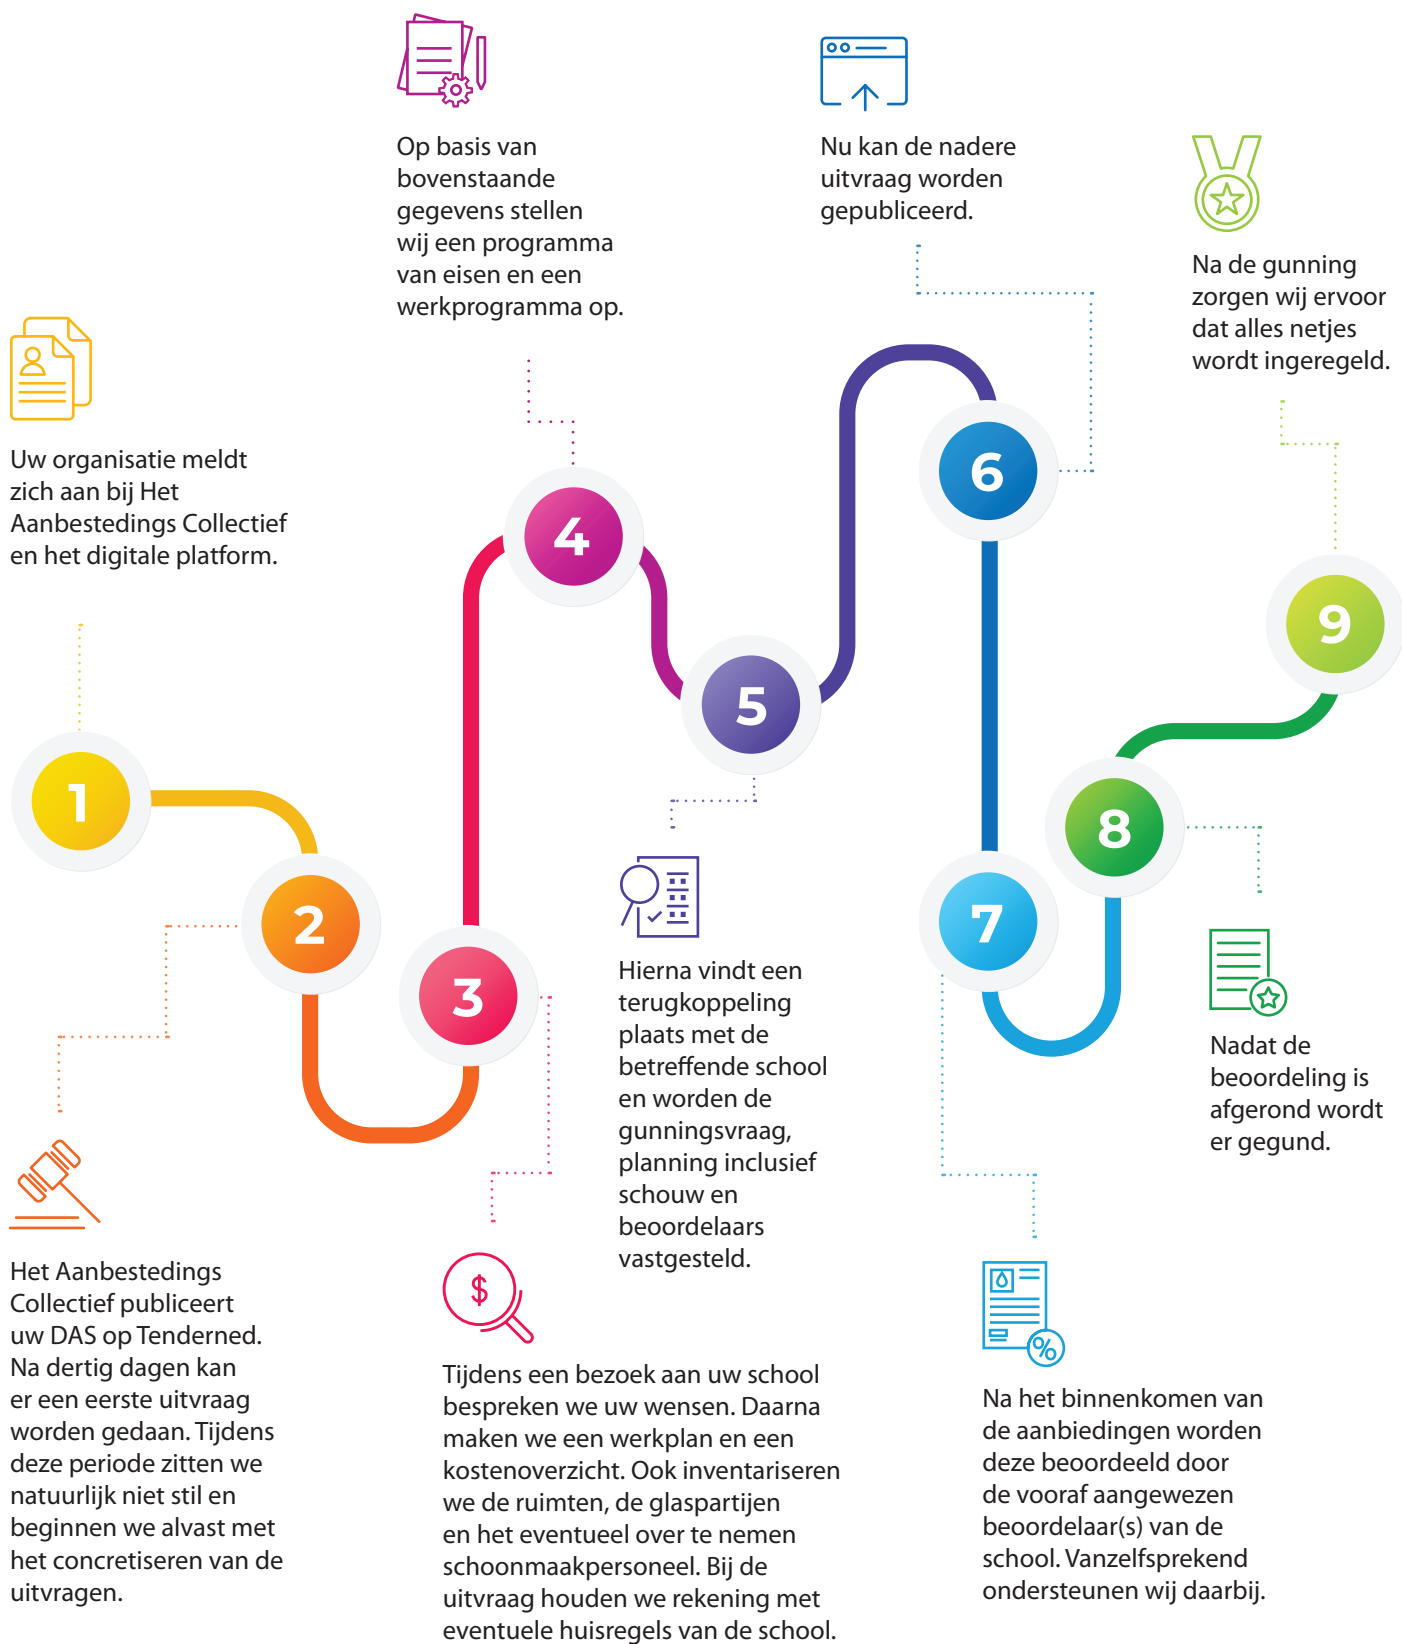 1
Uw organisatie meldt
zich aan bij Het
Aanbestedings Collectief
en het digitale platform.
2
Het Aanbestedings
Collectief publiceert
uw DAS op Tenderned.
Na dertig dagen kan
er een eerste uitvraag
worden gedaan. Tijdens
deze periode zitten we
natuurlijk niet stil en
beginnen we alvast met
het concretiseren van de
uitvragen.
3
$
Tijdens een bezoek aan uw school
bespreken we uw wensen. Daarna
maken we een werkplan en een
kostenoverzicht. Ook inventariseren
we de ruimten, de glaspartijen
en het eventueel over te nemen
schoonmaakpersoneel. Bij de
uitvraag houden we rekening met
eventuele huisregels van de school.
4
Op basis van
bovenstaande
gegevens stellen
wij een programma
van eisen en een
werkprogramma op.
5
Hierna vindt een
terugkoppeling
plaats met de
betreffende school
en worden de
gunningsvraag,
planning inclusief
schouw en
beoordelaars
vastgesteld.
6
Nu kan de nadere
uitvraag worden
gepubliceerd.
7
%
Na het binnenkomen van
de aanbiedingen worden
deze beoordeeld door
de vooraf aangewezen
beoordelaar(s) van de
school. Vanzelfsprekend
ondersteunen wij daarbij.
8
Nadat de
beoordeling is
afgerond wordt
er gegund.
9
Na de gunning
zorgen wij ervoor
dat alles netjes
wordt ingeregeld.